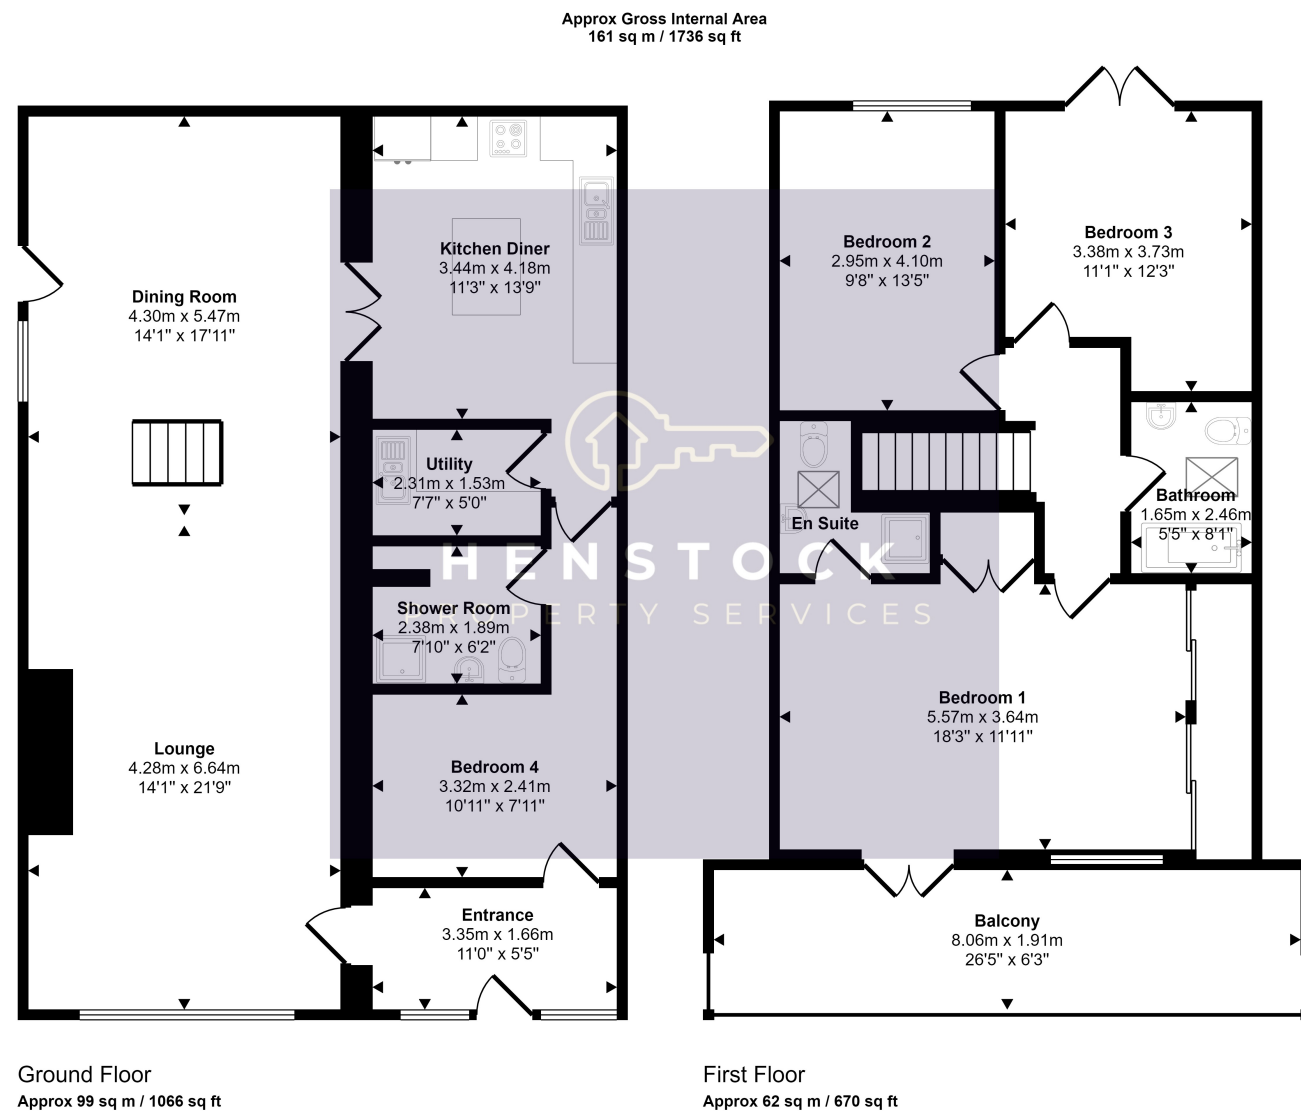 Approx Gross Internal Area
161 sq m / 1736 sq ft
Dining Room
4.30m x 5.47m
14'1" x 17'11"
Kitchen Diner
3.44m x 4.18m
11'3" x 13'9"
Utility
2.31m x 1.53m
7'7" x 5'0"
Shower Room
2.38m x 1.89m
7'10" x 6'2"
Lounge
4.28m x 6.64m
14'1" x 21'9"
Bedroom 4
3.32m x 2.41m
10'11" x 7'11"
Entrance
3.35m x 1.66m
11'0" x 5'5"
Ground Floor
Approx 99 sq m / 1066 sq ft
HENSTOCK
PROPERTY SERVICES
Bedroom 2
2.95m x 4.10m
9'8" x 13'5"
Bedroom 3
3.38m x 3.73m
11'1" x 12'3"
En Suite
Bathroom
1.65m x 2.46m
5'5" x 8'1"
Bedroom 1
5.57m x 3.64m
18'3" x 11'11"
Balcony
8.06m x 1.91m
26'5" x 6'3"
First Floor
Approx 62 sq m / 670 sq ft